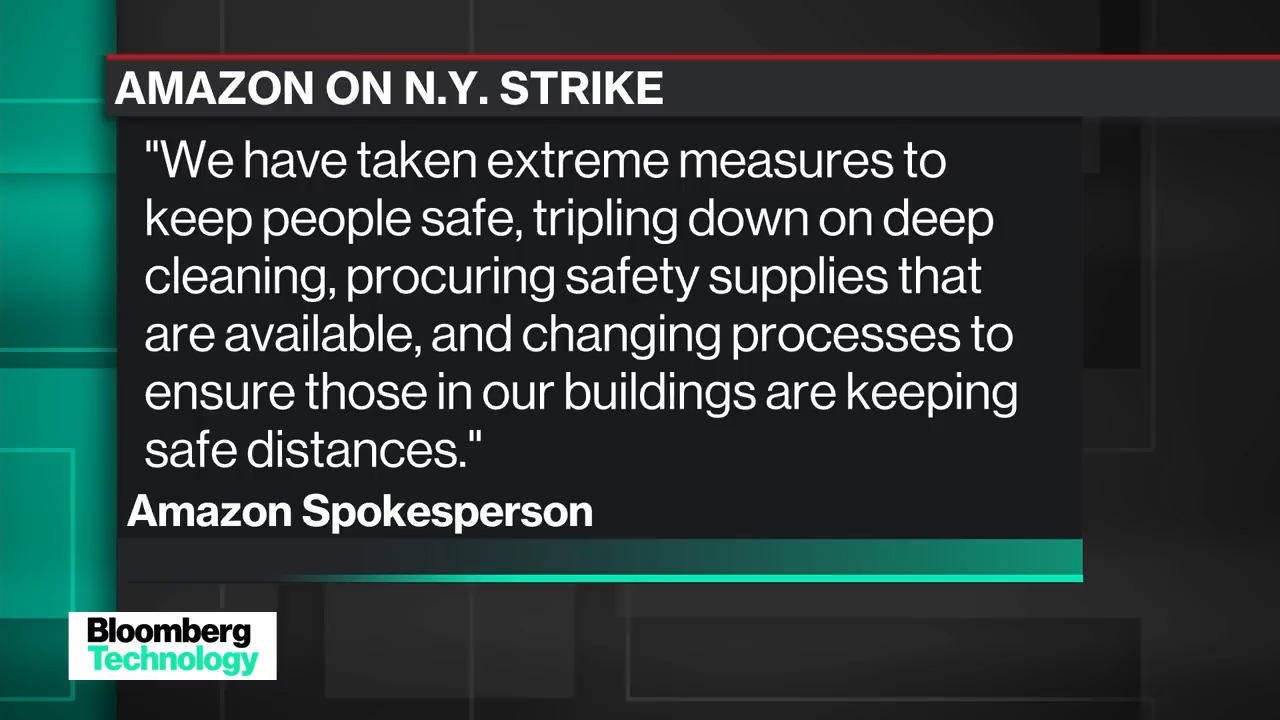 AMAZON ON N.Y. STRIKE
"We have taken extreme measures to
keep people safe, tripling down on deep
cleaning, procuring safety supplies that
are available, and changing processes to
ensure those in our buildings are keeping
safe distances."
Amazon Spokesperson
Bloomberg
Technology